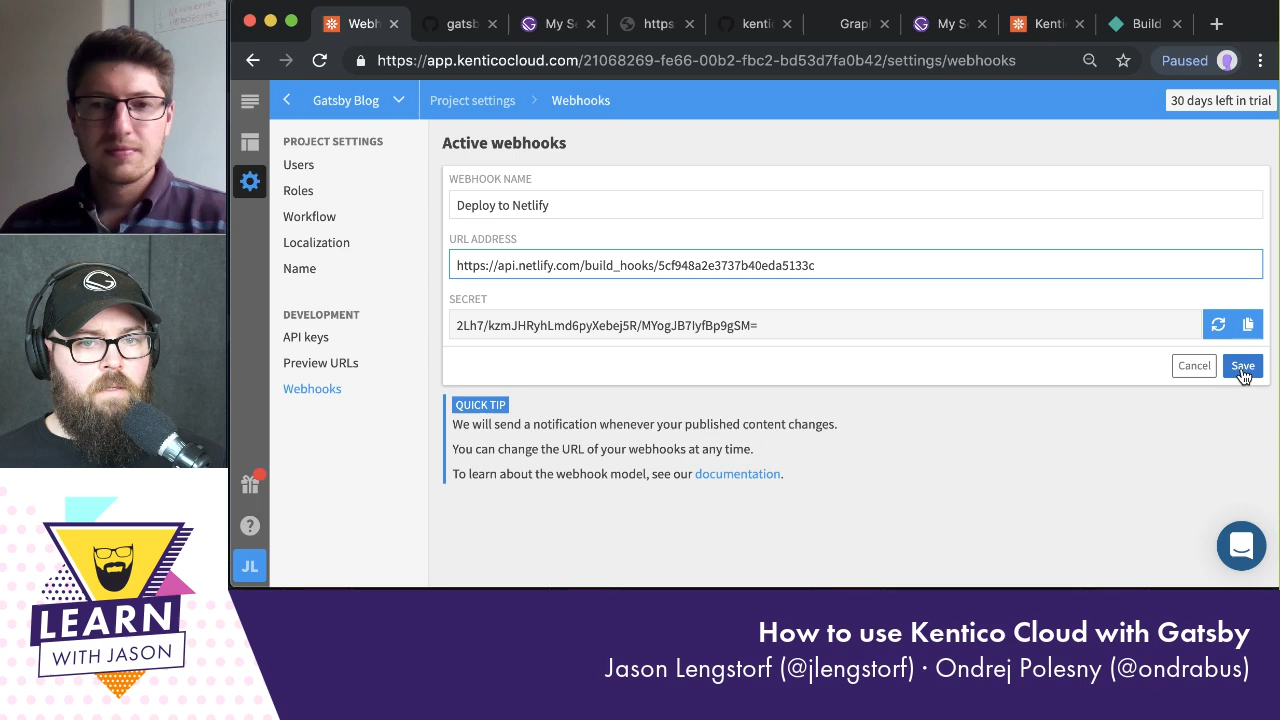 Webh
gatsb
My Se
https
kentic
Grapl
My Se
Kentic
Build
https://app.kenticocloud.com/21068269-fe66-00b2-fbc2-bd53d7fa0b42/settings/webhooks
Paused
Gatsby Blog
Project settings
Webhooks
30 days left in trial
PROJECT SETTINGS
Users
Roles
Workflow
Localization
Name
DEVELOPMENT
API keys
Preview URLs
Webhooks
Active webhooks
WEBHOOK NAME
Deploy to Netlify
URL ADDRESS
https://api.netlify.com/build_hooks/5cf948a2e3737b40eda5133c
SECRET
2Lh7/kzmJHRyhLmd6pyXebej5R/MYogJB7IyfBp9gSM=
Cancel
Save
QUICK TIP
We will send a notification whenever your published content changes.
You can change the URL of your webhooks at any time.
To learn about the webhook model, see our documentation.
JL
LEARN
WITH JASON
How to use Kentico Cloud with Gatsby
Jason Lengstorf (@jlengstorf) · Ondrej Polesny (@ondrabus)